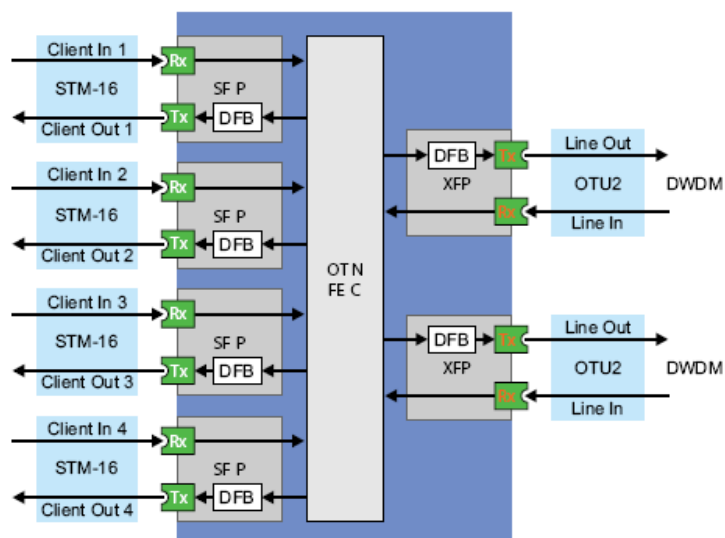 Client In 1
Rx
STM-16
SF P
Tx
DFB
Client Out 1
Client In 2
Rx
STM-16
SF P
Tx
DFB
Client Out 2
Client In 3
Rx
STM-16
SF P
Tx
DFB
Client Out 3
Client In 4
Rx
STM-16
SF P
Tx
DFB
Client Out 4
OTN
FE C
DFB
Tx
Line Out
XFP
OTU2
DWDM
Rx
Line In
DFB
Tx
Line Out
XFP
OTU2
DWDM
Rx
Line In